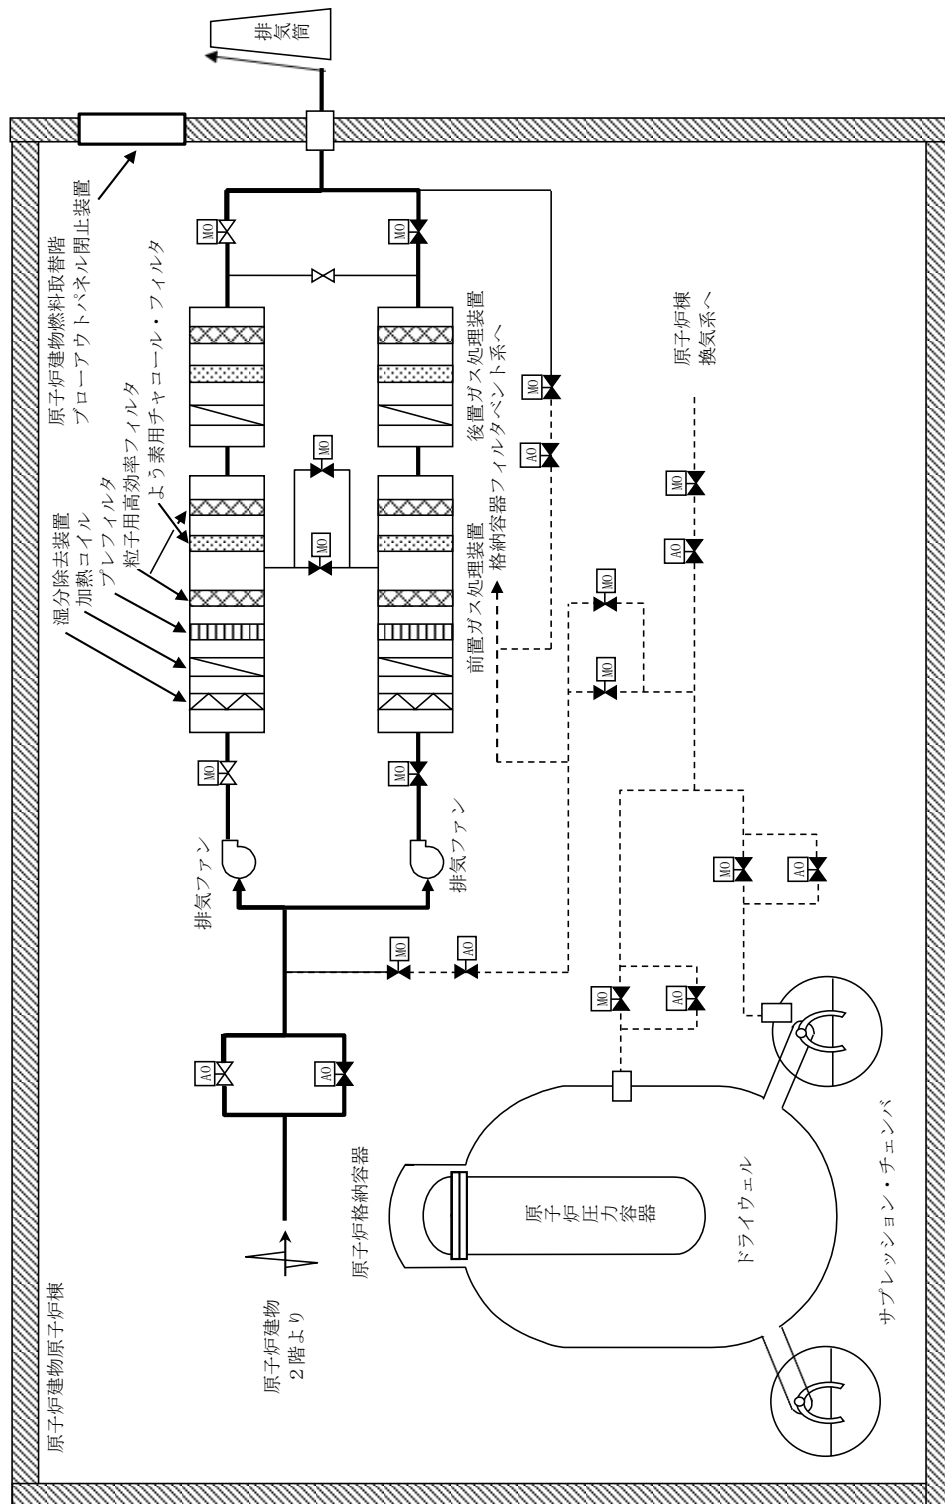 原子炉建物原子炉棟
原子炉建物燃料取替階
ブローアウトパネル閉止装置
排気筒
湿分除去装置
加熱コイル
プレフィルタ
粒子用高効率フィルタ
よう素用チャコール・フィルタ
MO
MO
MO
MO
MO
MO
前置ガス処理装置
後置ガス処理装置
格納容器フィルタベント系へ
排気ファン
排気ファン
AO
AO
原子炉建物
2階より
MO
AO
MO
AO
MO
MO
AO
MO
原子炉棟
換気系へ
MO
AO
MO
AO
原子炉格納容器
原子炉圧力容器
ドライウェル
サプレッション・チェンバ